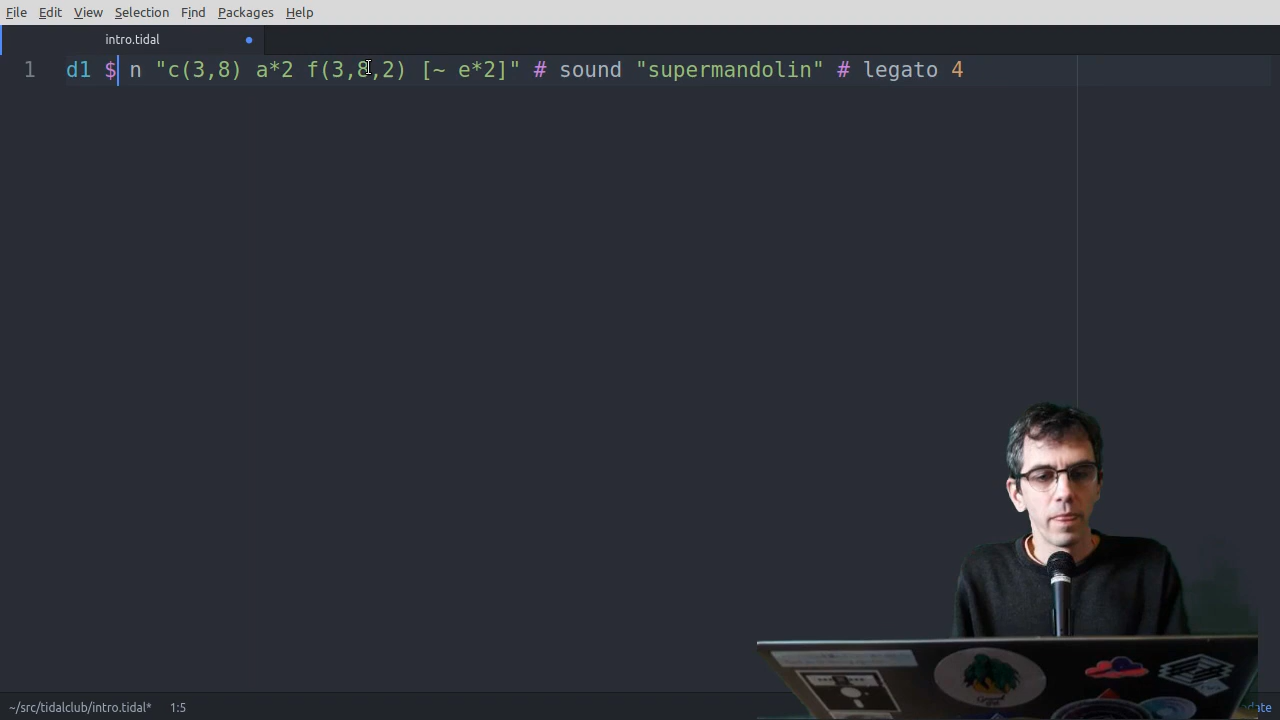 File Edit View Selection Find Packages Help
intro.tidal
1 d1 $ n "c(3,8) a*2 f(3,8,2) [~ e*2]" # sound "supermandolin" # legato 4
~/src/tidalclub/intro.tidal* 1:5